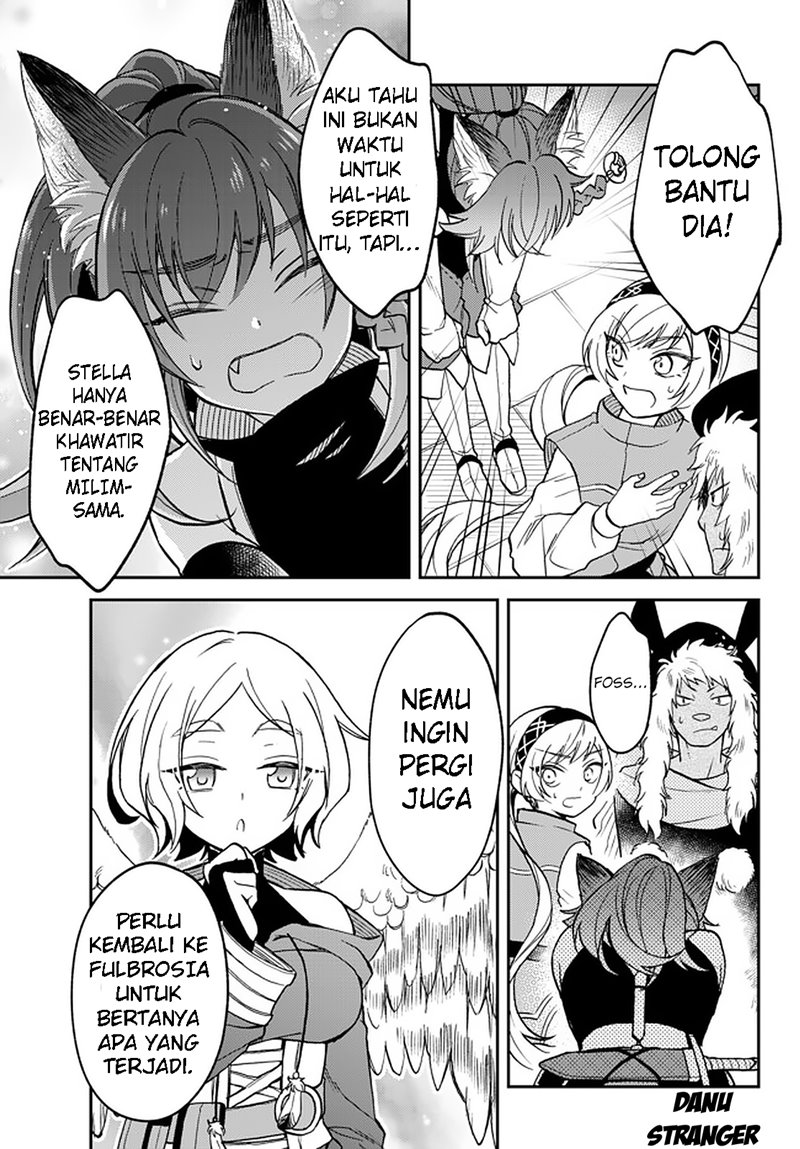 TOLONG
BANTU
DIA!
AKU TAHU
INI BUKAN
WAKTU
UNTUK
HAL-HAL
SEPERTI
ITU, TAPI...
STELLA
HANYA
BENAR-BENAR
KHAWATIR
TENTANG
MILIM-
SAMA.
FOSS...
NEMU
INGIN
PERGI
JUGA
PERLU
KEMBALI KE
FULBROSIA
UNTUK
BERTANYA
APA YANG
TERJADI.
DANU
STRANGER